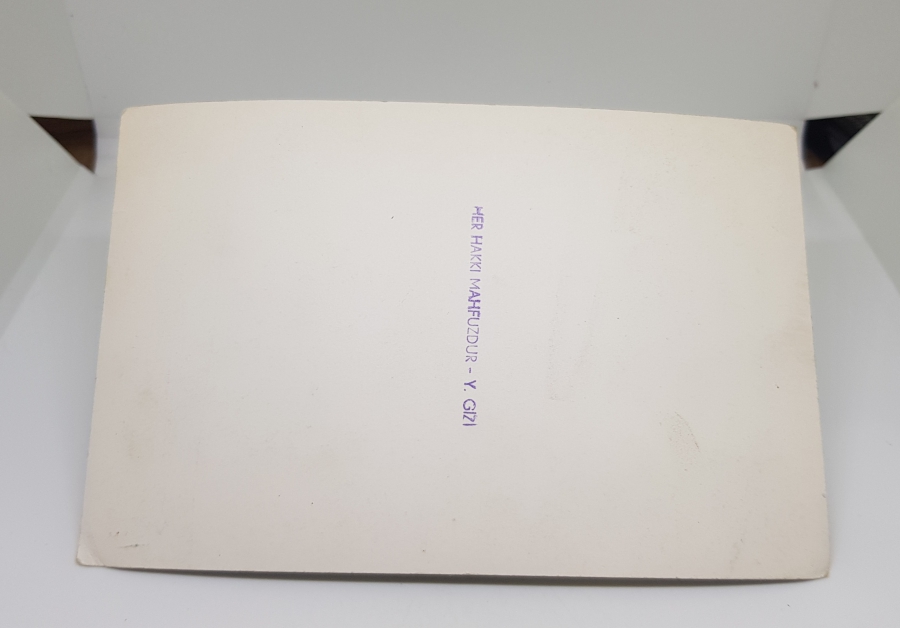 HER HAKKI MAHFUZDUR - Y. GİZİ